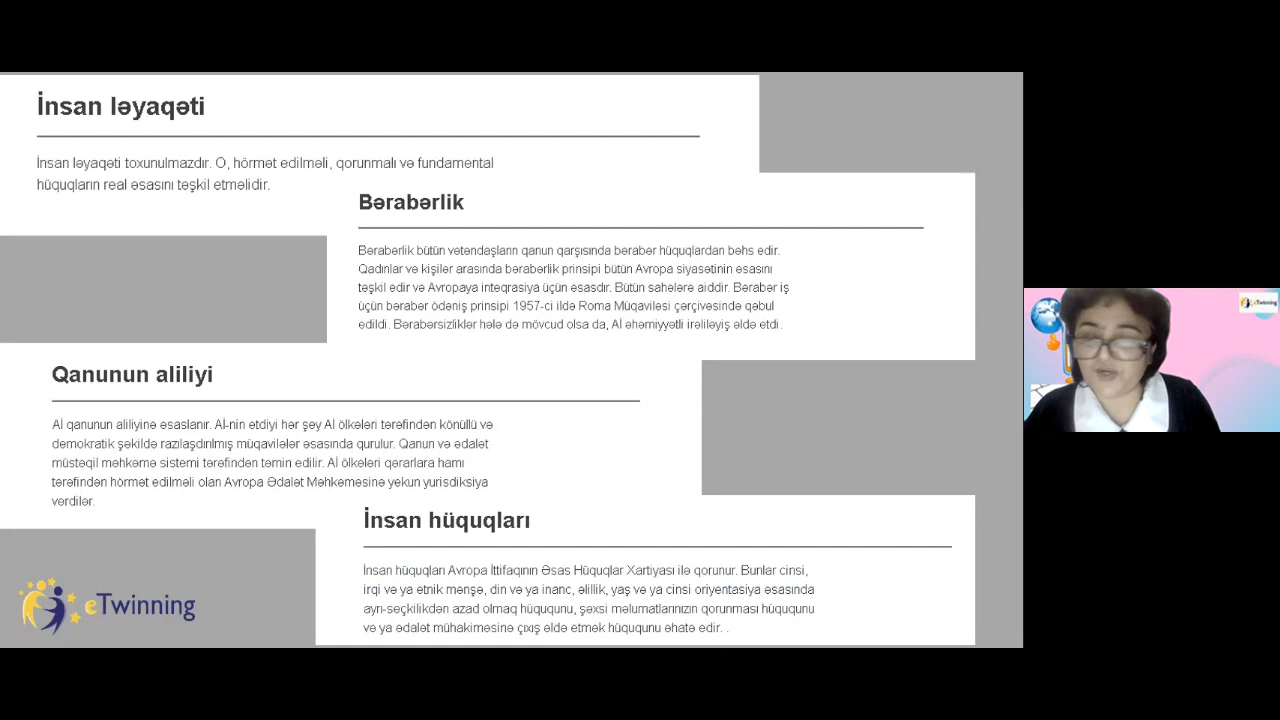 İnsan ləyaqəti
İnsan ləyaqəti toxunulmazdır. O, hörmət edilməli, qorunmalı və fundamental
hüquqların real əsasını təşkil etməlidir.
Bərabərlik
Bərabərlik bütün vətəndaşların qanun qarşısında bərabər hüquqlardan bəhs edir.
Qadınlar və kişilər arasında bərabərlik prinsipi bütün Avropa siyasətinin əsasını
təşkil edir və Avropaya inteqrasiya üçün əsasdır. Bütün sahələrə aiddir. Bərabər iş
üçün bərabər ödəniş prinsipi 1957-ci ildə Roma Müqaviləsi çərçivəsində qəbul
edildi. Bərabərsizliklər hələ də mövcud olsa da, Aİ əhəmiyyətli irəliləyiş əldə etdi.
Qanunun aliliyi
Aİ qanunun aliliyinə əsaslanır. Aİ-nin etdiyi hər şey Aİ ölkələri tərəfindən könüllü və
demokratik şəkildə razılaşdırılmış müqavilələr əsasında qurulur. Qanun və ədalət
müstəqil məhkəmə sistemi tərəfindən təmin edilir. Aİ ölkələri qərarlara hamı
tərəfindən hörmət edilməli olan Avropa Ədalət Məhkəməsinə yekun yurisdiksiya
verdilər.
İnsan hüquqları
İnsan hüquqları Avropa İttifaqının Əsas Hüquqlar Xartiyası ilə qorunur. Bunlar cinsi,
irqi və ya etnik mənşə, din və ya inanc, əlillik, yaş və ya cinsi oriyentasiya əsasında
ayrı-seçkilikdən azad olmaq hüququnu, şəxsi məlumatlarınızın qorunması hüququnu
və ya ədalət mühakiməsinə çıxış əldə etmək hüququnu əhatə edir. .
eTwinning
eTwinning